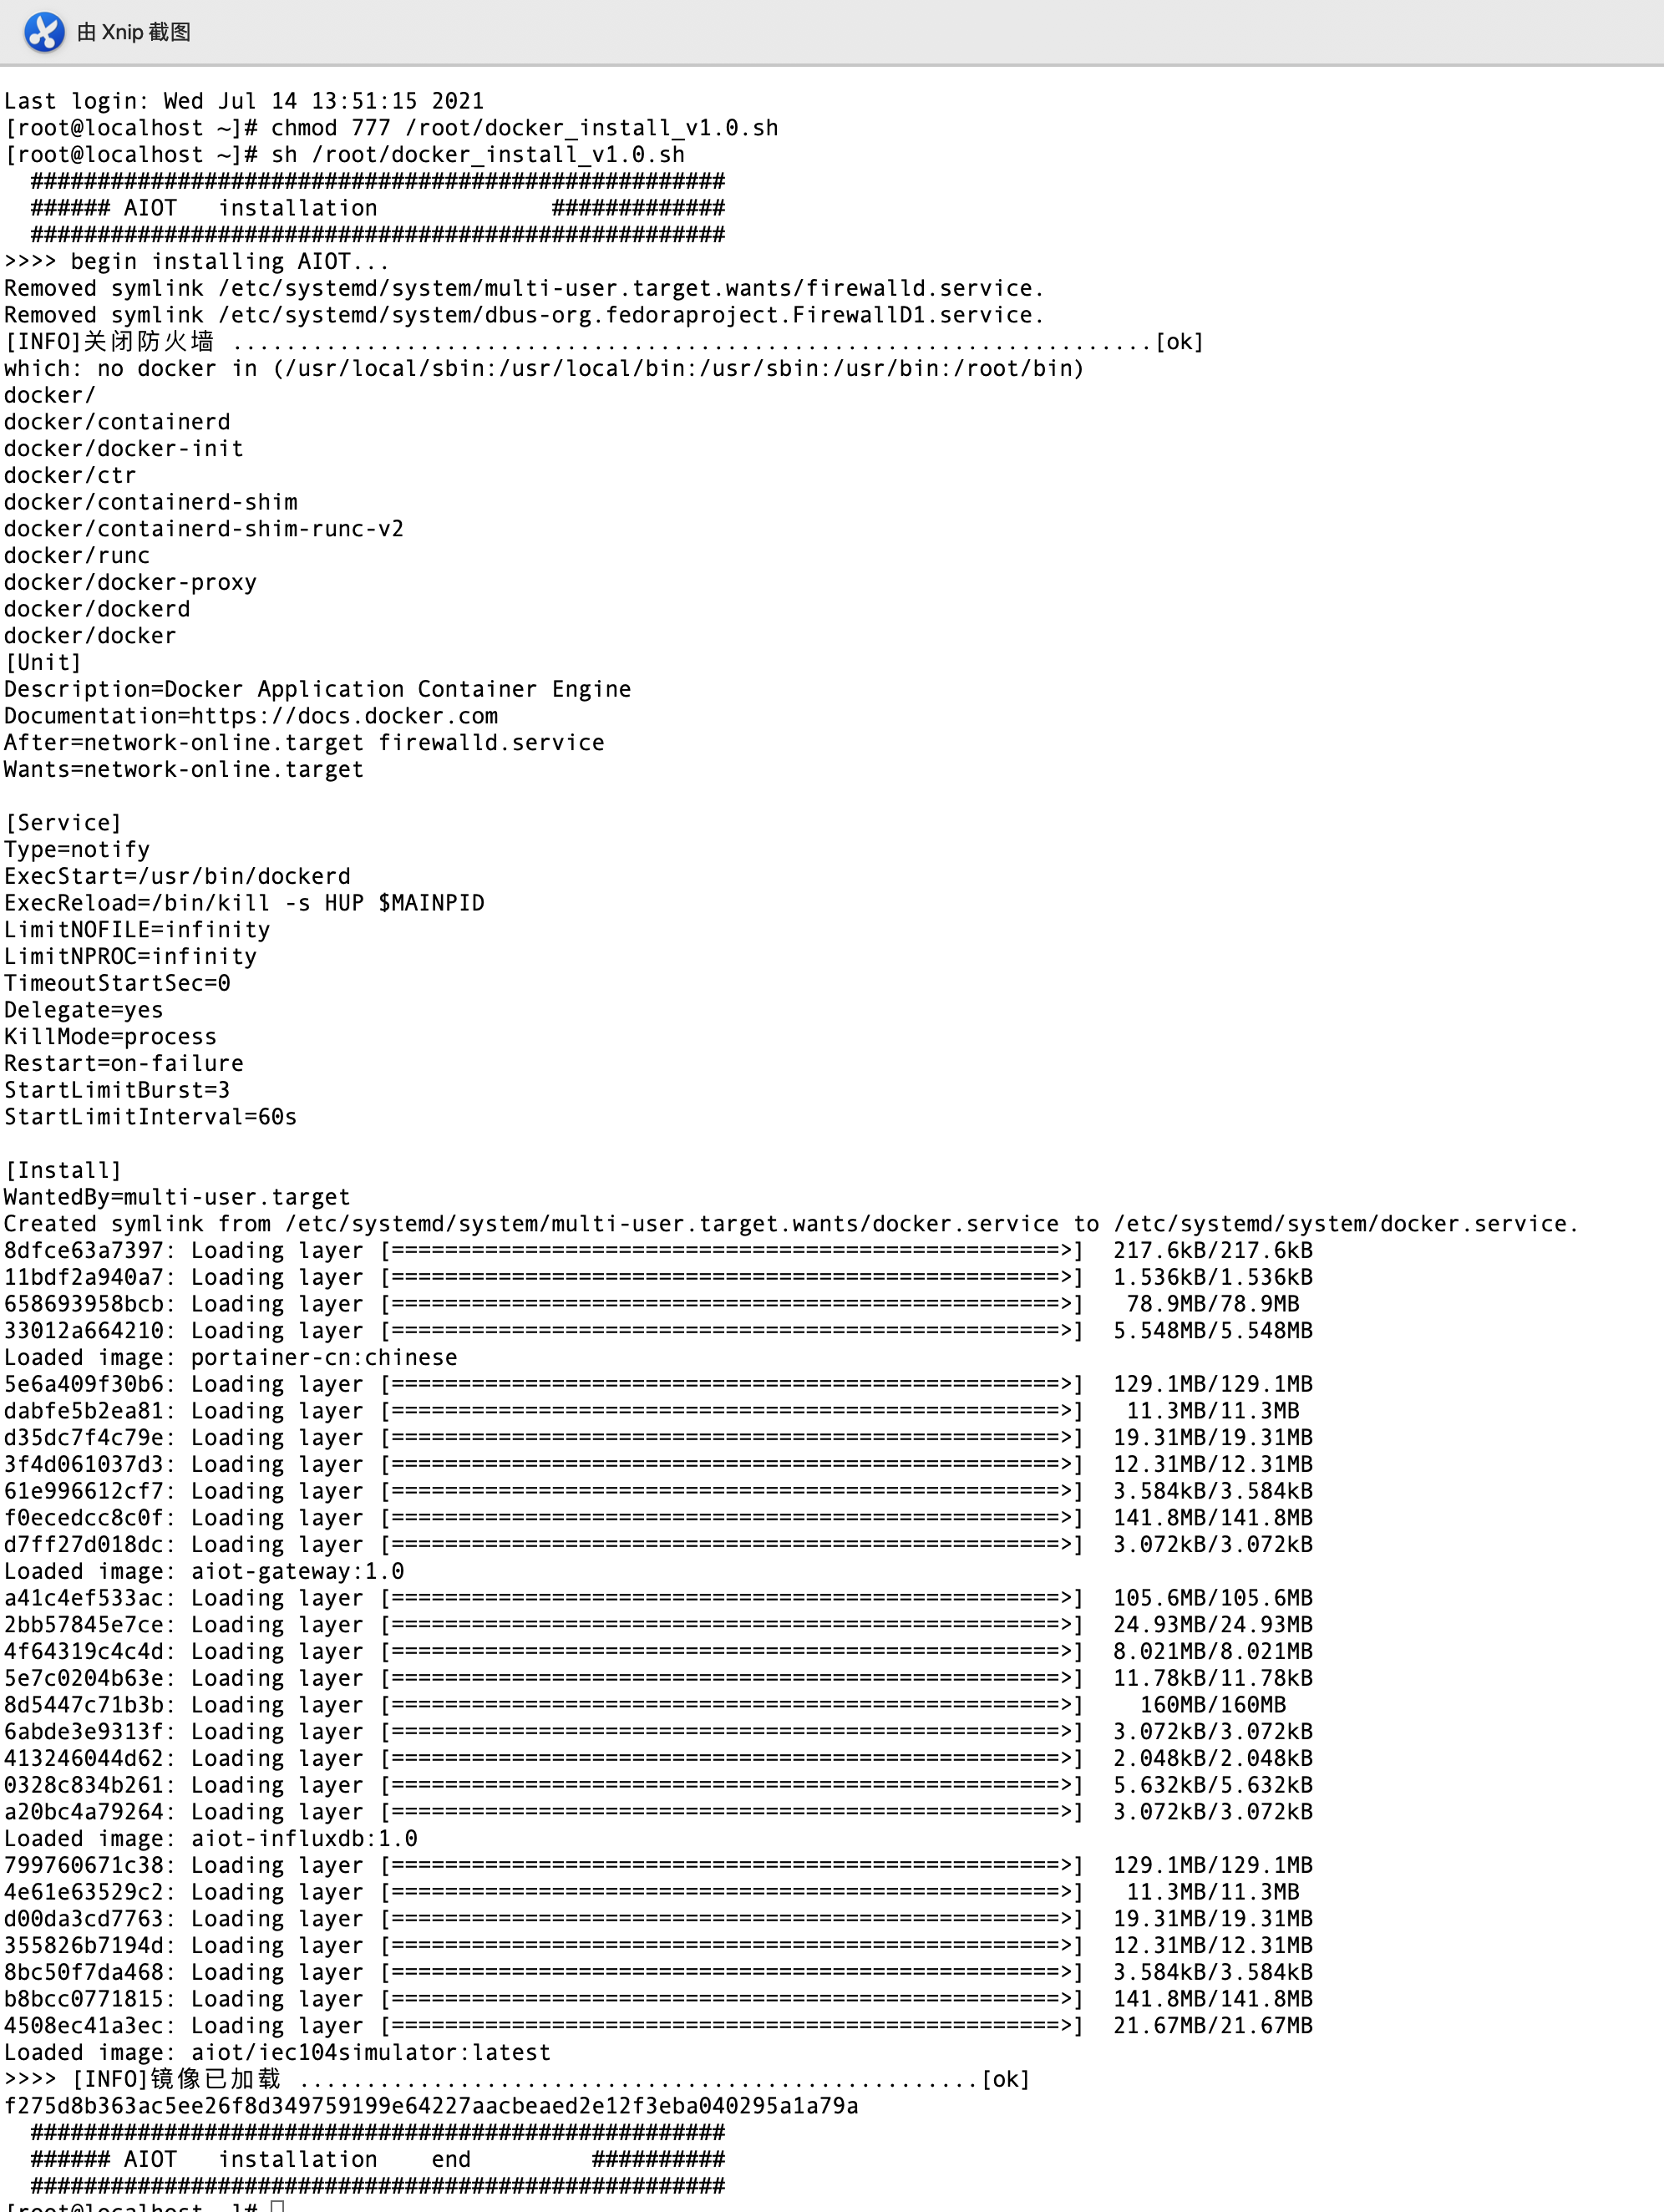 由 Xnip 截图
Last login: Wed Jul 14 13:51:15 2021
[root@localhost ~]# chmod 777 /root/docker_install_v1.0.sh
[root@localhost ~]# sh /root/docker_install_v1.0.sh
  ####################################################
  ###### AIOT   installation             #############
  ####################################################
>>>> begin installing AIOT...
Removed symlink /etc/systemd/system/multi-user.target.wants/firewalld.service.
Removed symlink /etc/systemd/system/dbus-org.fedoraproject.FirewallD1.service.
[INFO]关闭防火墙 .....................................................................[ok]
which: no docker in (/usr/local/sbin:/usr/local/bin:/usr/sbin:/usr/bin:/root/bin)
docker/
docker/containerd
docker/docker-init
docker/ctr
docker/containerd-shim
docker/containerd-shim-runc-v2
docker/runc
docker/docker-proxy
docker/dockerd
docker/docker
[Unit]
Description=Docker Application Container Engine
Documentation=https://docs.docker.com
After=network-online.target firewalld.service
Wants=network-online.target

[Service]
Type=notify
ExecStart=/usr/bin/dockerd
ExecReload=/bin/kill -s HUP $MAINPID
LimitNOFILE=infinity
LimitNPROC=infinity
TimeoutStartSec=0
Delegate=yes
KillMode=process
Restart=on-failure
StartLimitBurst=3
StartLimitInterval=60s

[Install]
WantedBy=multi-user.target
Created symlink from /etc/systemd/system/multi-user.target.wants/docker.service to /etc/systemd/system/docker.service.
8dfce63a7397: Loading layer [==================================================>]  217.6kB/217.6kB
11bdf2a940a7: Loading layer [==================================================>]  1.536kB/1.536kB
658693958bcb: Loading layer [==================================================>]   78.9MB/78.9MB
33012a664210: Loading layer [==================================================>]  5.548MB/5.548MB
Loaded image: portainer-cn:chinese
5e6a409f30b6: Loading layer [==================================================>]  129.1MB/129.1MB
dabfe5b2ea81: Loading layer [==================================================>]   11.3MB/11.3MB
d35dc7f4c79e: Loading layer [==================================================>]  19.31MB/19.31MB
3f4d061037d3: Loading layer [==================================================>]  12.31MB/12.31MB
61e996612cf7: Loading layer [==================================================>]  3.584kB/3.584kB
f0ecedcc8c0f: Loading layer [==================================================>]  141.8MB/141.8MB
d7ff27d018dc: Loading layer [==================================================>]  3.072kB/3.072kB
Loaded image: aiot-gateway:1.0
a41c4ef533ac: Loading layer [==================================================>]  105.6MB/105.6MB
2bb57845e7ce: Loading layer [==================================================>]  24.93MB/24.93MB
4f64319c4c4d: Loading layer [==================================================>]  8.021MB/8.021MB
5e7c0204b63e: Loading layer [==================================================>]  11.78kB/11.78kB
8d5447c71b3b: Loading layer [==================================================>]    160MB/160MB
6abde3e9313f: Loading layer [==================================================>]  3.072kB/3.072kB
413246044d62: Loading layer [==================================================>]  2.048kB/2.048kB
0328c834b261: Loading layer [==================================================>]  5.632kB/5.632kB
a20bc4a79264: Loading layer [==================================================>]  3.072kB/3.072kB
Loaded image: aiot-influxdb:1.0
799760671c38: Loading layer [==================================================>]  129.1MB/129.1MB
4e61e63529c2: Loading layer [==================================================>]   11.3MB/11.3MB
d00da3cd7763: Loading layer [==================================================>]  19.31MB/19.31MB
355826b7194d: Loading layer [==================================================>]  12.31MB/12.31MB
8bc50f7da468: Loading layer [==================================================>]  3.584kB/3.584kB
b8bcc0771815: Loading layer [==================================================>]  141.8MB/141.8MB
4508ec41a3ec: Loading layer [==================================================>]  21.67MB/21.67MB
Loaded image: aiot/iec104simulator:latest
>>>> [INFO]镜像已加载 ...................................................[ok]
f275d8b363ac5ee26f8d349759199e64227aacbeaed2e12f3eba040295a1a79a
  ####################################################
  ###### AIOT   installation    end         ##########
  ####################################################
[root@localhost ~]#